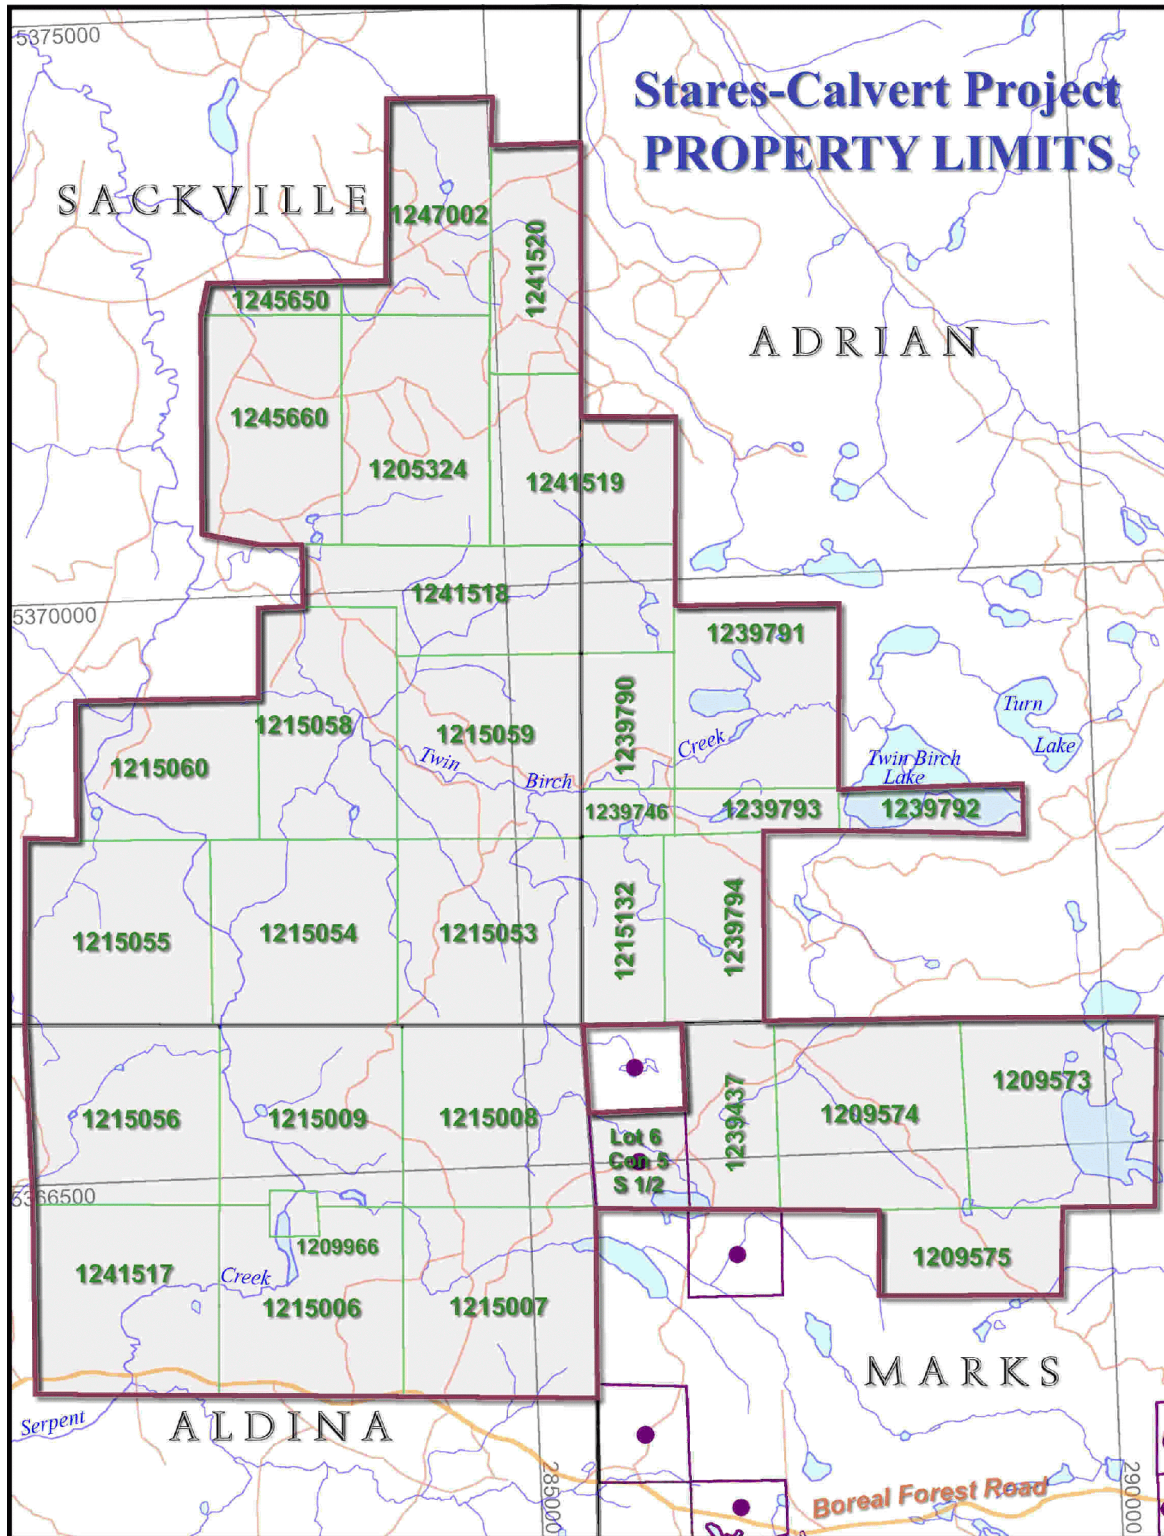 5375000
Stares-Calvert Project
PROPERTY LIMITS
SACKVILLE
1247002
1241520
1245650
ADRIAN
1245660
1205324
1241519
1241518
5370000
1239791
1239790
1215058
1215059
Turn
Lake
1215060
Twin
Birch
Creek
Twin Birch
Lake
1239746
1239793
1239792
1215055
1215054
1215053
1215132
1239794
1215056
1215009
1215008
Lot 6
Con 5
S 1/2
1239437
1209574
1209573
5366500
1209966
1241517
Creek
1215006
1215007
1209575
MARKS
Serpent
ALDINA
285000
Boreal Forest Road
290000